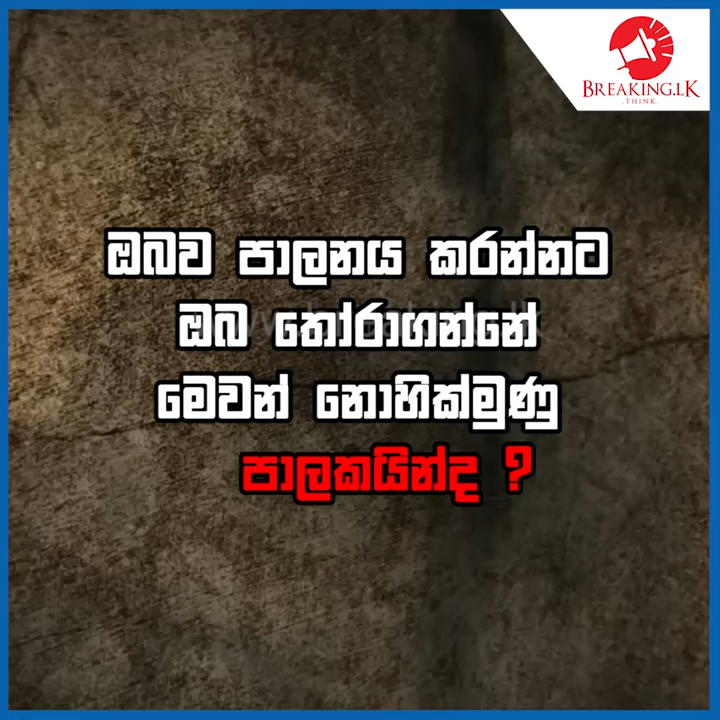 BREAKING.LK
.THINK.
ඔබව පාලනය කරන්නට
ඔබ තෝරාගන්නේ
මෙවන් නොහික්මුණු
පාලකයින්ද ?